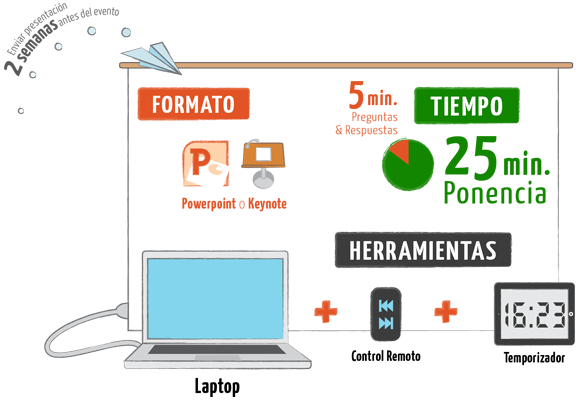 Enviar presentación
2 semanas antes del evento
FORMATO
P
Powerpoint o Keynote
5 min.
Preguntas
& Respuestas
TIEMPO
25 min.
Ponencia
HERRAMIENTAS
Laptop
+
Control Remoto
+
16:23
Temporizador